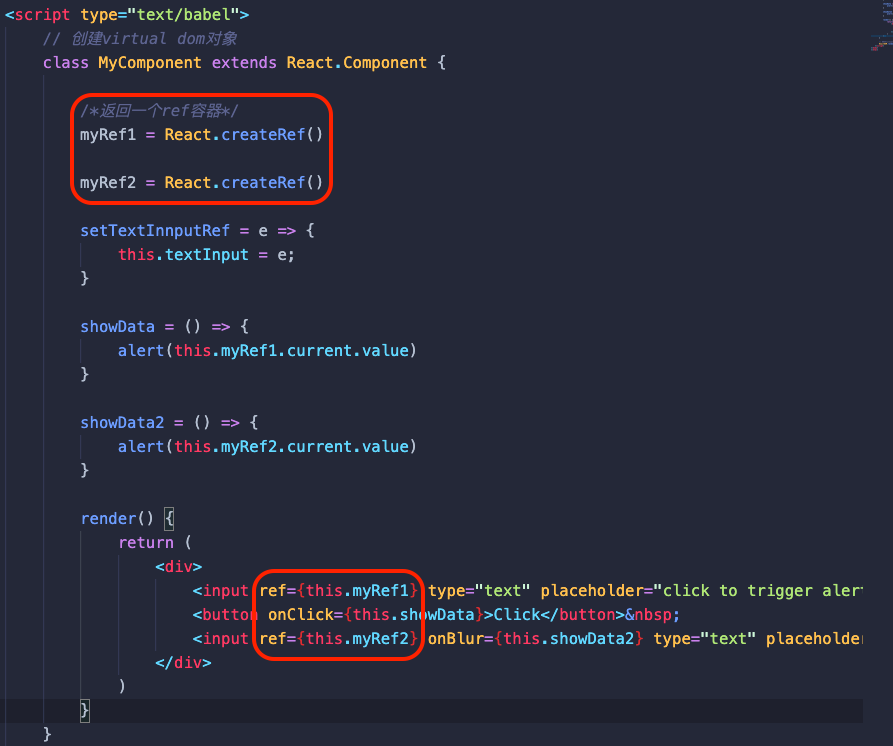 <script type="text/babel">
// 创建virtual dom对象
class MyComponent extends React.Component {
/*返回一个ref容器*/
myRef1 = React.createRef()
myRef2 = React.createRef()
setTextInnputRef = e => {
this.textInput = e;
}
showData = () => {
alert(this.myRef1.current.value)
}
showData2 = () => {
alert(this.myRef2.current.value)
}
render() {
return (
<div>
<input ref={this.myRef1} type="text" placeholder="click to trigger aler
<button onClick={this.showData}>Click</button>&nbsp;
<input ref={this.myRef2} onBlur={this.showData2} type="text" placeholde
</div>
)
}
}